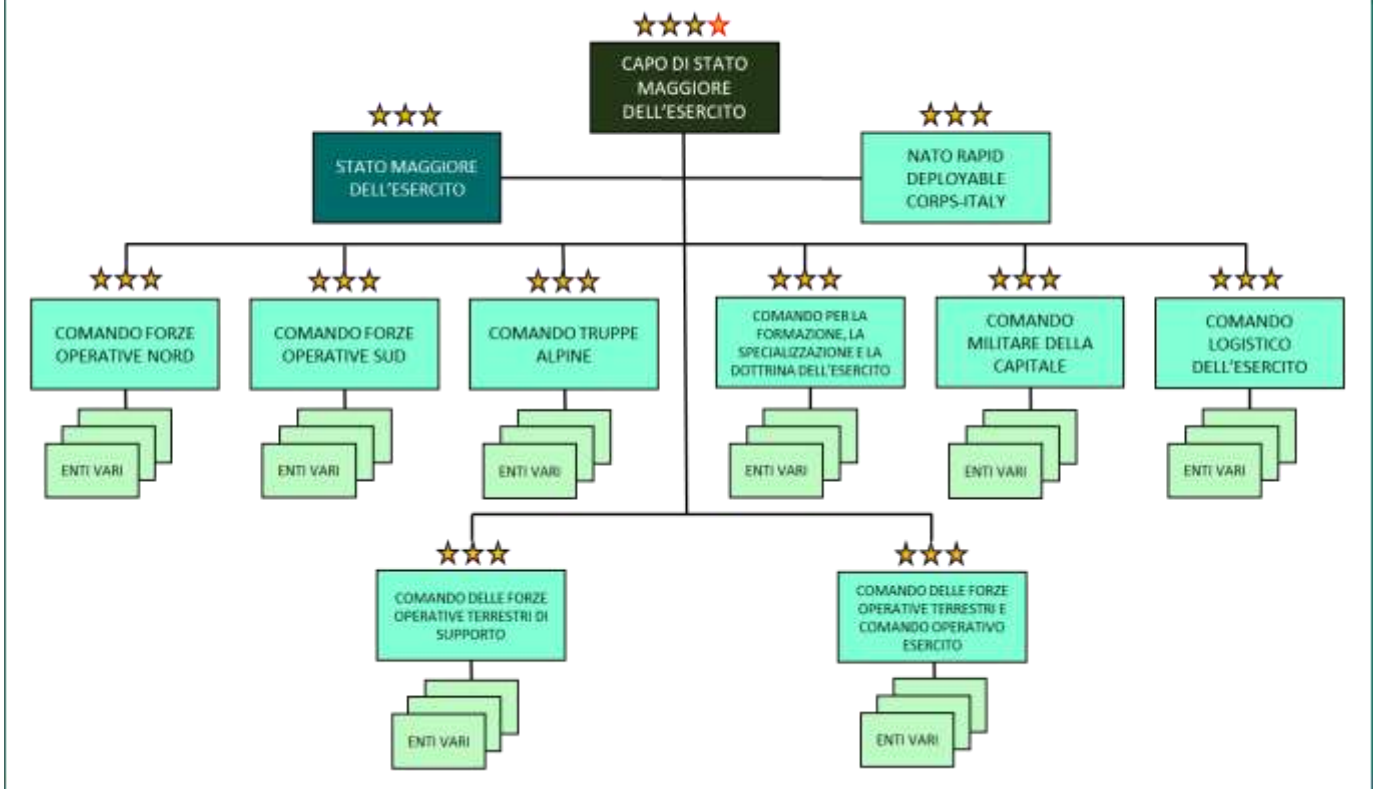 CAPO DI STATO
MAGGIORE
DELL'ESERCITO
STATO MAGGIORE
DELL'ESERCITO
NATO RAPID
DEPLOYABLE
CORPS-ITALY
COMANDO FORZE
OPERATIVE NORD
COMANDO FORZE
OPERATIVE SUD
COMANDO TRUPPE
ALPINE
COMANDO PER LA
FORMAZIONE, LA
SPECIALIZZAZIONE E LA
DOTTRINA DELL'ESERCITO
COMANDO
MILITARE DELLA
CAPITALE
COMANDO
LOGISTICO
DELL'ESERCITO
ENTI VARI
ENTI VARI
ENTI VARI
ENTI VARI
ENTI VARI
ENTI VARI
COMANDO DELLE FORZE
OPERATIVE TERRESTRI DI
SUPPORTO
COMANDO DELLE FORZE
OPERATIVE TERRESTRI E
COMANDO OPERATIVO
ESERCITO
ENTI VARI
ENTI VARI